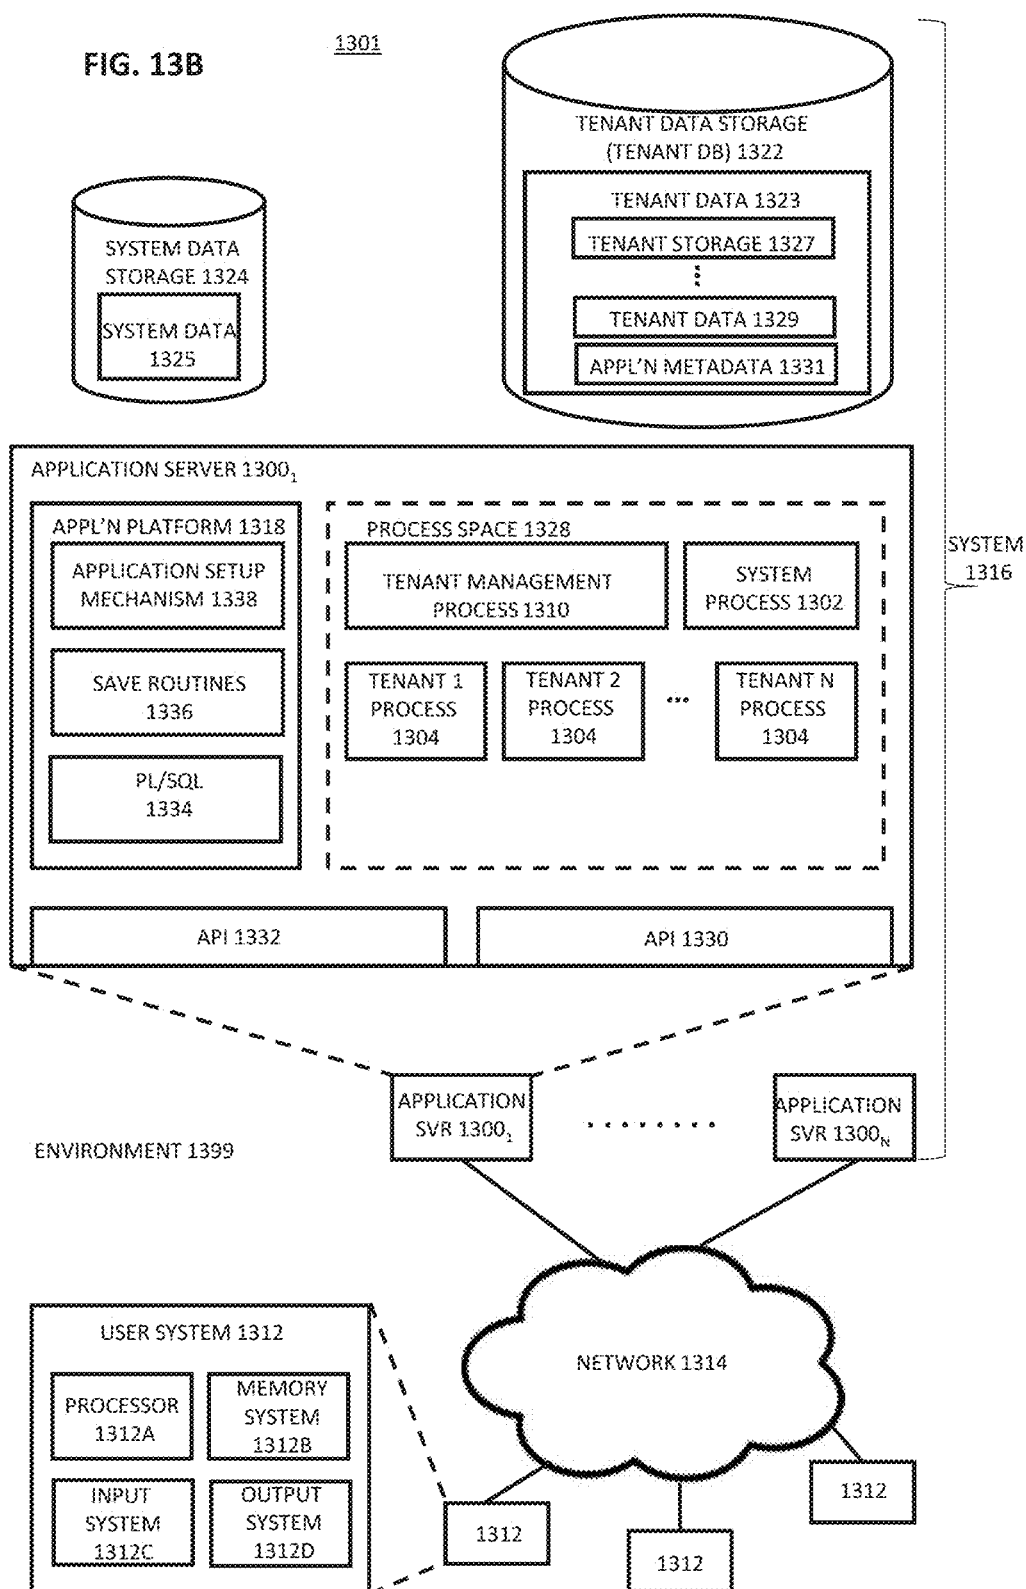 FIG. 13B
1301
TENANT DATA STORAGE
(TENANT DB) 1322
TENANT DATA 1323
TENANT STORAGE 1327
TENANT DATA 1329
APPL'N METADATA 1331
SYSTEM DATA
STORAGE 1324
SYSTEM DATA
1325
SYSTEM
1316
APPLICATION SERVER 1300₁
APPL'N PLATFORM 1318
APPLICATION SETUP
MECHANISM 1338
SAVE ROUTINES
1336
PL/SQL
1334
PROCESS SPACE 1328
TENANT MANAGEMENT
PROCESS 1310
SYSTEM
PROCESS 1302
TENANT 1
PROCESS
1304
TENANT 2
PROCESS
1304
...
TENANT N
PROCESS
1304
API 1332
API 1330
APPLICATION
SVR 1300₁
APPLICATION
SVR 1300_N
ENVIRONMENT 1399
NETWORK 1314
USER SYSTEM 1312
PROCESSOR
1312A
MEMORY
SYSTEM
1312B
INPUT
SYSTEM
1312C
OUTPUT
SYSTEM
1312D
1312
1312
1312